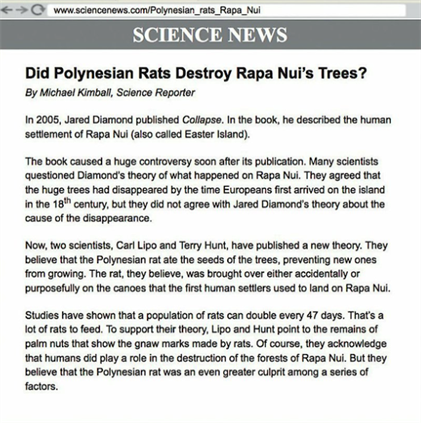 www.sciencenews.com/Polynesian_rats_Rapa_Nui
SCIENCE NEWS
Did Polynesian Rats Destroy Rapa Nui's Trees?
By Michael Kimball, Science Reporter
In 2005, Jared Diamond published Collapse. In the book, he described the human
settlement of Rapa Nui (also called Easter Island).
The book caused a huge controversy soon after its publication. Many scientists
questioned Diamond's theory of what happened on Rapa Nui. They agreed that
the huge trees had disappeared by the time Europeans first arrived on the island
in the 18th century, but they did not agree with Jared Diamond's theory about the
cause of the disappearance.
Now, two scientists, Carl Lipo and Terry Hunt, have published a new theory. They
believe that the Polynesian rat ate the seeds of the trees, preventing new ones
from growing. The rat, they believe, was brought over either accidentally or
purposefully on the canoes that the first human settlers used to land on Rapa Nui.
Studies have shown that a population of rats can double every 47 days. That's a
lot of rats to feed. To support their theory, Lipo and Hunt point to the remains of
palm nuts that show the gnaw marks made by rats. Of course, they acknowledge
that humans did play a role in the destruction of the forests of Rapa Nui. But they
believe that the Polynesian rat was an even greater culprit among a series of
factors.